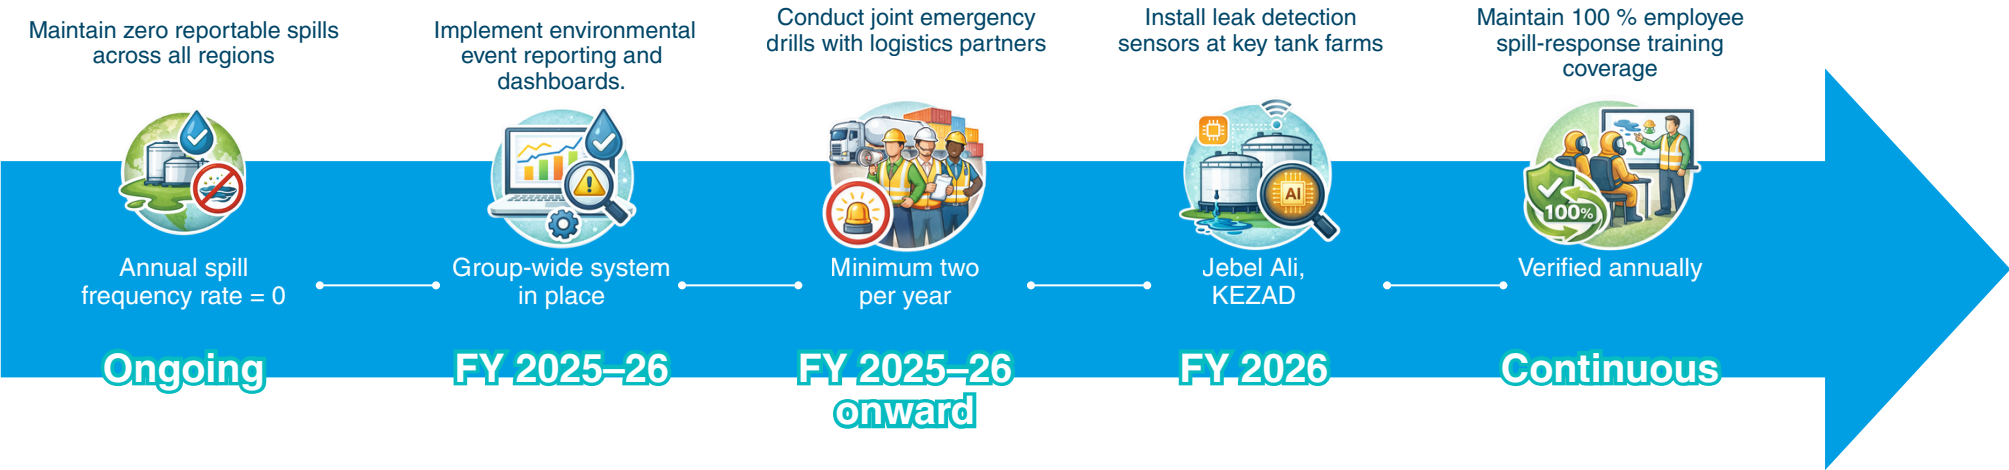 Maintain zero reportable spills
across all regions
Annual spill
frequency rate = 0
Ongoing
Implement environmental
event reporting and
dashboards.
Group-wide system
in place
FY 2025–26
Conduct joint emergency
drills with logistics partners
Minimum two
per year
FY 2025–26
onward
Install leak detection
sensors at key tank farms
AI
Jebel Ali,
KEZAD
FY 2026
Maintain 100 % employee
spill-response training
coverage
100%
Verified annually
Continuous